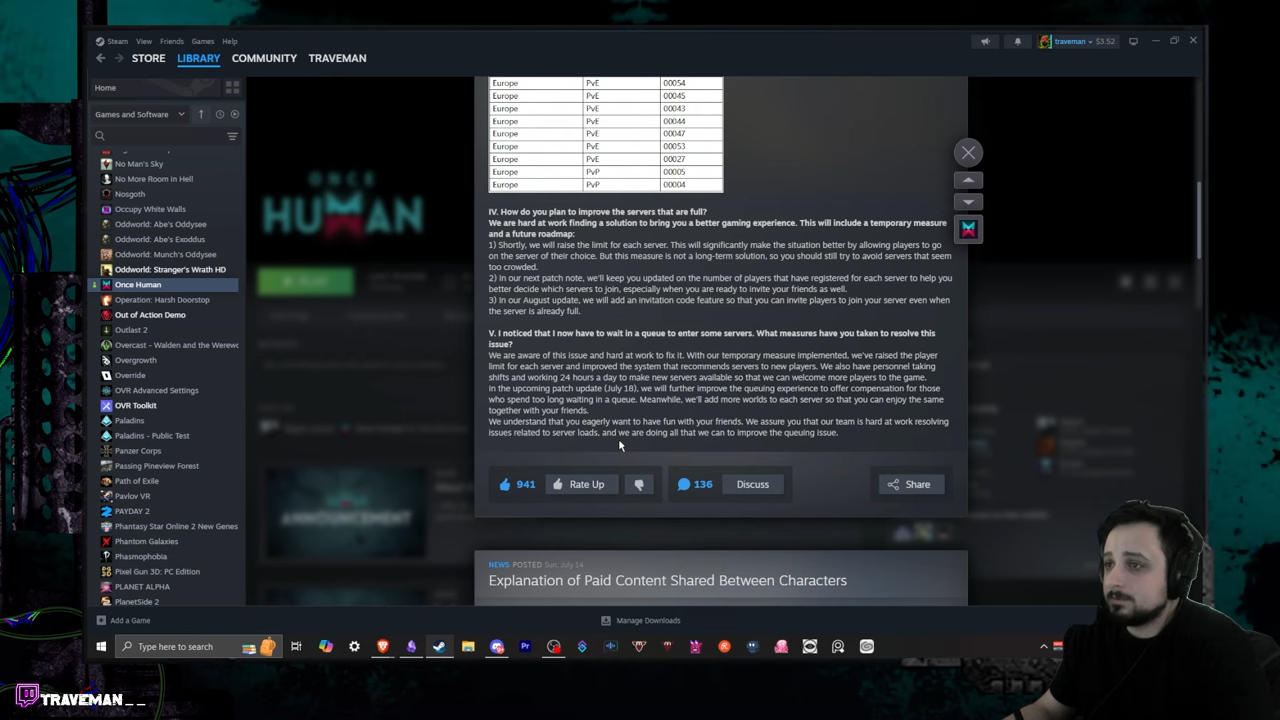 Steam View Friends Games Help
traveman $3.52
STORE LIBRARY COMMUNITY TRAVEMAN
Home
Games and Software
No Man's Sky
No More Room in Hell
Nosgoth
Occupy White Walls
Oddworld: Abe's Oddysee
Oddworld: Abe's Exoddus
Oddworld: Munch's Oddysee
Oddworld: Stranger's Wrath HD
Once Human
Operation: Harsh Doorstop
Out of Action Demo
Outlast 2
Overcast - Walden and the Werewo
Overgrowth
Override
OVR Advanced Settings
OVR Toolkit
Paladins
Paladins - Public Test
Panzer Corps
Passing Pineview Forest
Path of Exile
Pavlov VR
PAYDAY 2
Phantasy Star Online 2 New Genes
Phantom Galaxies
Phasmophobia
Pixel Gun 3D: PC Edition
PLANET ALPHA
PlanetSide 2
ONCE
HUMAN
PLAY
ANNOUNCEMENT
Europe PvE 00054
Europe PvE 00045
Europe PvE 00043
Europe PvE 00044
Europe PvE 00047
Europe PvE 00053
Europe PvE 00027
Europe PvP 00005
Europe PvP 00004
IV. How do you plan to improve the servers that are full?
We are hard at work finding a solution to bring you a better gaming experience. This will include a temporary measure
and a future roadmap:
1) Shortly, we will raise the limit for each server. This will significantly make the situation better by allowing players to go
on the server of their choice. But this measure is not a long-term solution, so you should still try to avoid servers that seem
too crowded.
2) In our next patch note, we'll keep you updated on the number of players that have registered for each server to help you
better decide which servers to join, especially when you are ready to invite your friends as well.
3) In our August update, we will add an invitation code feature so that you can invite players to join your server even when
the server is already full.
V. I noticed that I now have to wait in a queue to enter some servers. What measures have you taken to resolve this
issue?
We are aware of this issue and hard at work to fix it. With our temporary measure implemented, we've raised the player
limit for each server and improved the system that recommends servers to new players. We also have personnel taking
shifts and working 24 hours a day to make new servers available so that we can welcome more players to the game.
In the upcoming patch update (July 18), we will further improve the queuing experience to offer compensation for those
who spend too long waiting in a queue. Meanwhile, we'll add more worlds to each server so that you can enjoy the same
together with your friends.
We understand that you eagerly want to have fun with your friends. We assure you that our team is hard at work resolving
issues related to server loads, and we are doing all that we can to improve the queuing issue.
941 Rate Up 136 Discuss Share
NEWS POSTED Sun, July 14
Explanation of Paid Content Shared Between Characters
Add a Game
Manage Downloads
Type here to search
TRAVEMAN__